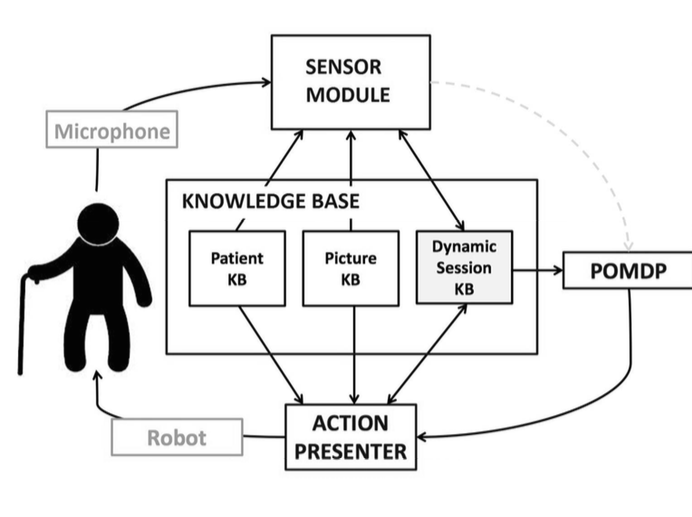 SENSOR
MODULE
Microphone
KNOWLEDGE BASE
Patient
KB
Picture
KB
Dynamic
Session
KB
POMDP
ACTION
PRESENTER
Robot